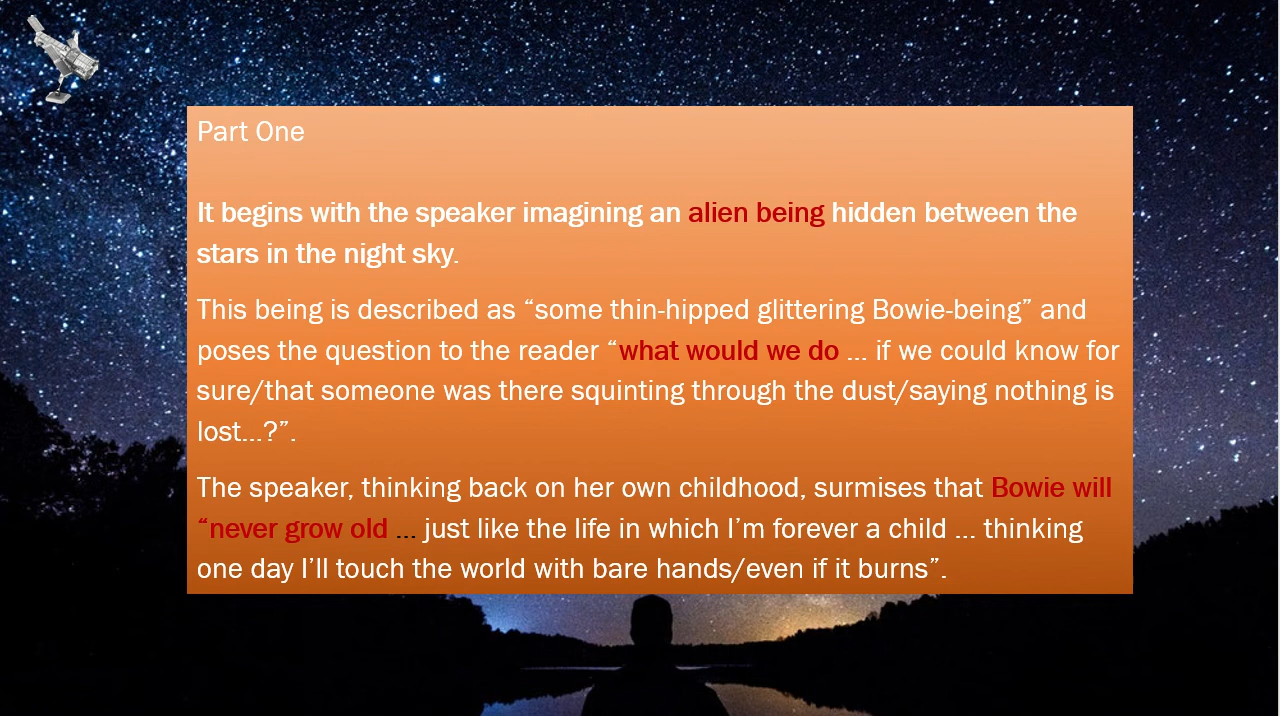 Part One
It begins with the speaker imagining an alien being hidden between the
stars in the night sky.
This being is described as “some thin-hipped glittering Bowie-being” and
poses the question to the reader “what would we do ... if we could know for
sure/that someone was there squinting through the dust/saying nothing is
lost...?”.
The speaker, thinking back on her own childhood, surmises that Bowie will
“never grow old ... just like the life in which I’m forever a child ... thinking
one day I’ll touch the world with bare hands/even if it burns”.